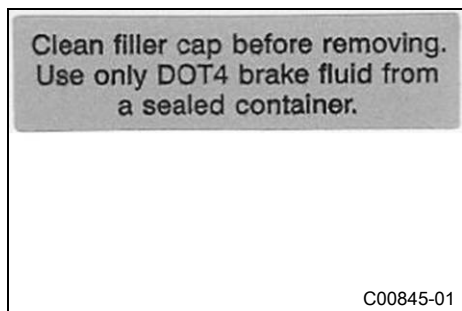 Clean filler cap before removing.
Use only DOT4 brake fluid from
a sealed container.
C00845-01